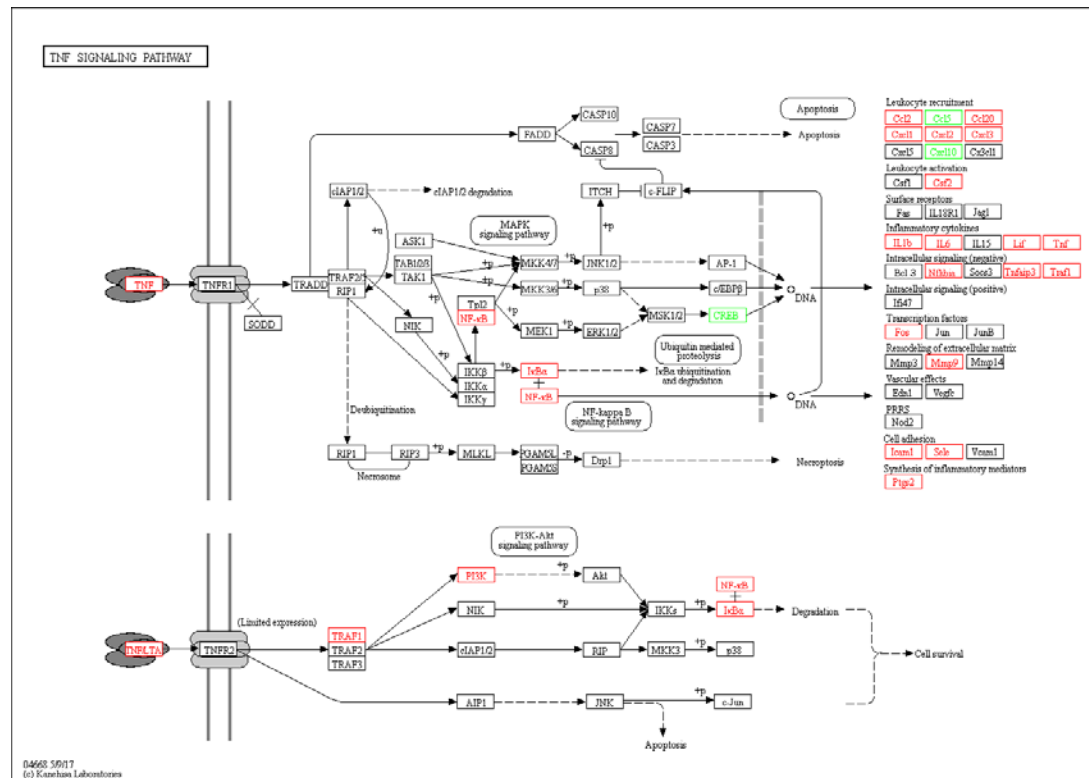 TNF SIGNALING PATHWAY
Apoptosis
Leukocyte recruitment
Ccl2 Ccl5 Ccl20
Cxcl1 Cxcl2 Cxcl3
Cxcl5 Cxcl10 Cx3cl1
Leukocyte activation
Csf1 Csf2
Surface receptors
Fas IL18R1 Jag1
Inflammatory cytokines
IL1b IL6 IL15 Lif Tnf
Intracellular signaling (negative)
Bcl3 Nfkbia Socs3 Tnfaip3 Traf1
Intracellular signaling (positive)
Ifi47
Transcription factors
Fos Jun JunB
Remodeling of extracellular matrix
Mmp3 Mmp9 Mmp14
Vascular effects
Edn1 Vegfc
PRRS
Nod2
Cell adhesion
Icam1 Sele Vcam1
Synthesis of inflammatory mediators
Ptgs2
CASP10
FADD
CASP7
CASP3
Apoptosis
CASP8
cIAP1/2
cIAP1/2 degradation
ITCH
c-FLIP
+u
+p
MAPK
signaling pathway
ASK1
TAB1/2/3
TAK1
+p
+p
MKK4/7
+p
JNK1/2
AP-1
TNF
TNFR1
TRADD
TRAF2/5
RIP1
MKK3/6
+p
p38
c/EBPβ
DNA
Tpl2
NF-κB
+p
MSK1/2
CREB
SODD
NIK
MEK1
+p
ERK1/2
+p
+p
Ubiquitin mediated
proteolysis
IKKβ
IKKα
IKKγ
+p
IκBα
IκBα ubiquitination
and degradation
NF-κB
DNA
Deubiquitination
NF-kappa B
signaling pathway
RIP1
RIP3
+p
MLKL
PGAM5L
PGAM5S
-p
Drp1
Necroptosis
Necrosome
PI3K-Akt
signaling pathway
PI3K
+p
Akt
NF-κB
NIK
+p
IKKs
+p
IκBα
Degradation
(Limited expression)
TNF/LTA
TNFR2
TRAF1
TRAF2
TRAF3
cIAP1/2
RIP
MKK3
+p
p38
Cell survival
AIP1
JNK
+p
c-Jun
Apoptosis
04668 5/9/17
(c) Kanehisa Laboratories